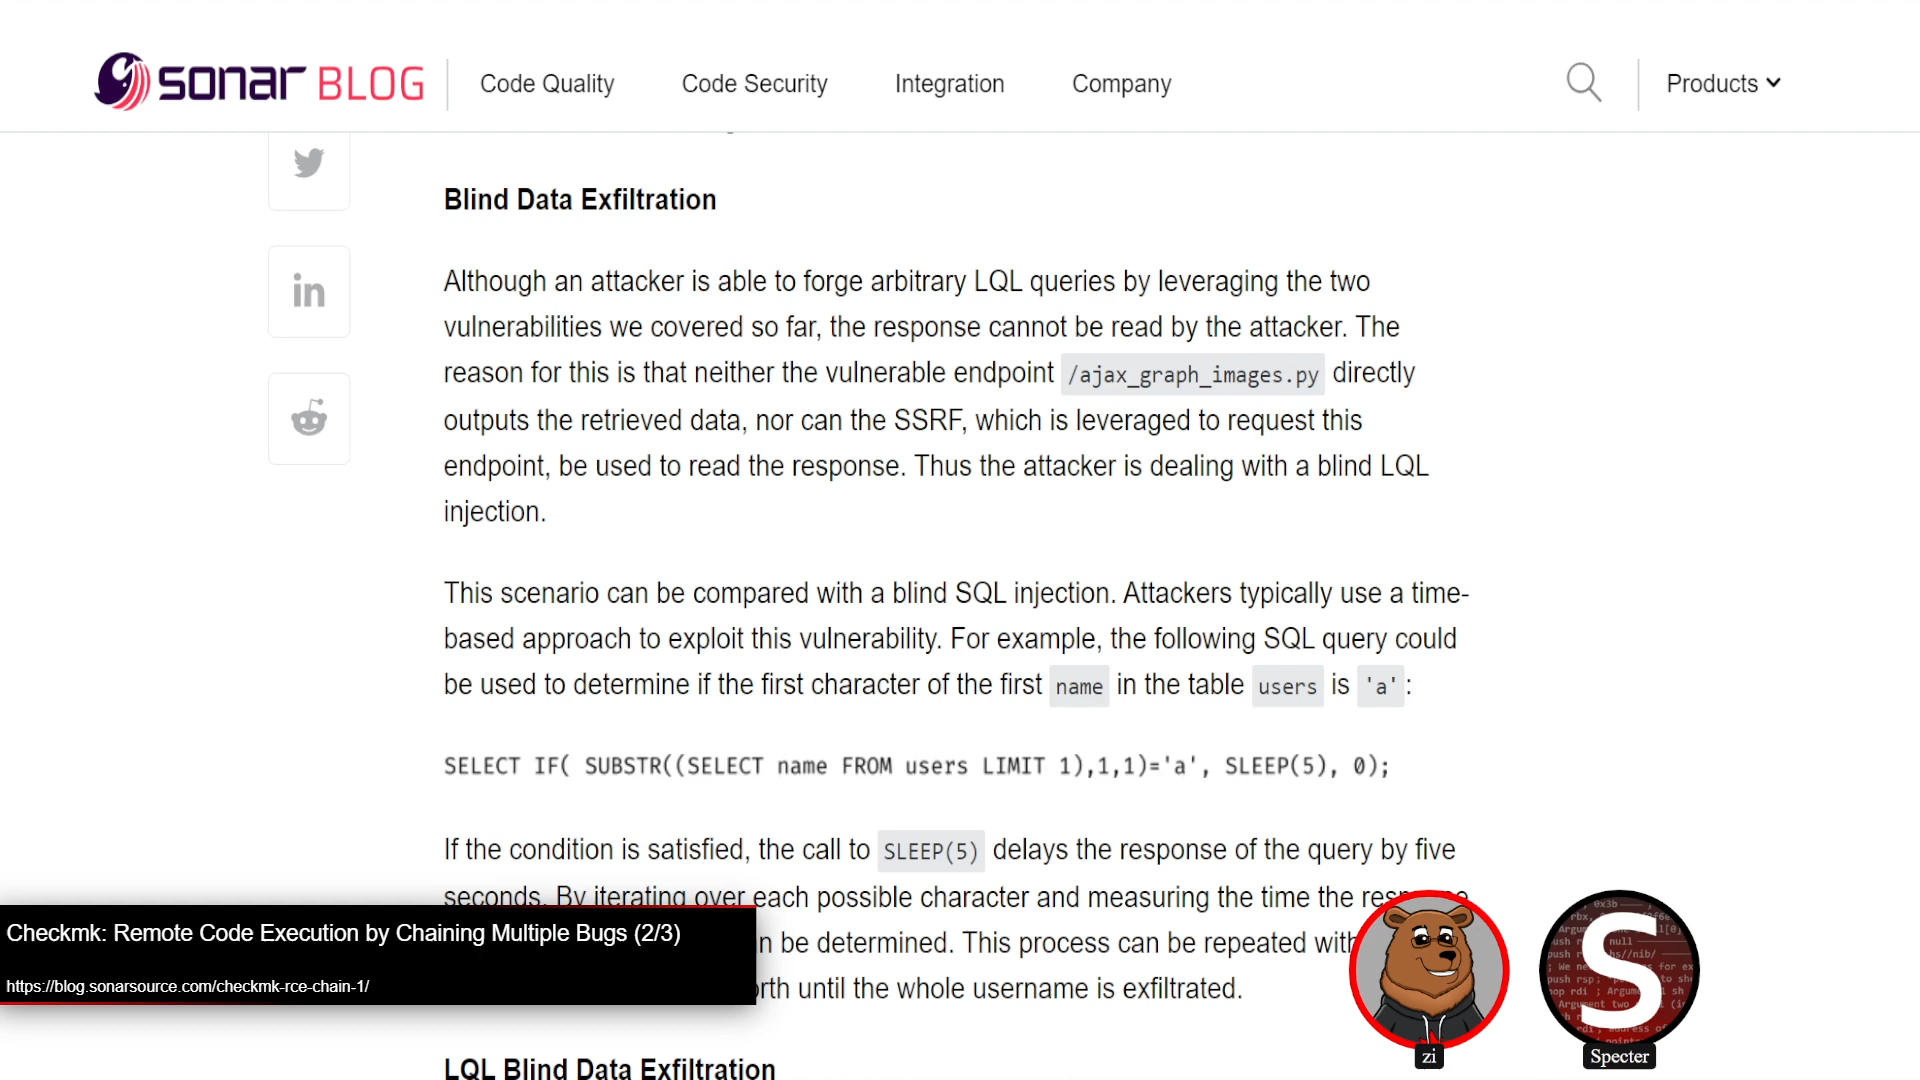 sonar BLOG
Code Quality
Code Security
Integration
Company
Products
Blind Data Exfiltration
Although an attacker is able to forge arbitrary LQL queries by leveraging the two
vulnerabilities we covered so far, the response cannot be read by the attacker. The
reason for this is that neither the vulnerable endpoint /ajax_graph_images.py directly
outputs the retrieved data, nor can the SSRF, which is leveraged to request this
endpoint, be used to read the response. Thus the attacker is dealing with a blind LQL
injection.
This scenario can be compared with a blind SQL injection. Attackers typically use a time-
based approach to exploit this vulnerability. For example, the following SQL query could
be used to determine if the first character of the first name in the table users is 'a':
SELECT IF( SUBSTR((SELECT name FROM users LIMIT 1),1,1)='a', SLEEP(5), 0);
If the condition is satisfied, the call to SLEEP(5) delays the response of the query by five
seconds. By iterating over each possible character and measuring the time the response
be determined. This process can be repeated with
until the whole username is exfiltrated.
LQL Blind Data Exfiltration
Checkmk: Remote Code Execution by Chaining Multiple Bugs (2/3)
https://blog.sonarsource.com/checkmk-rce-chain-1/
zi
S
Specter